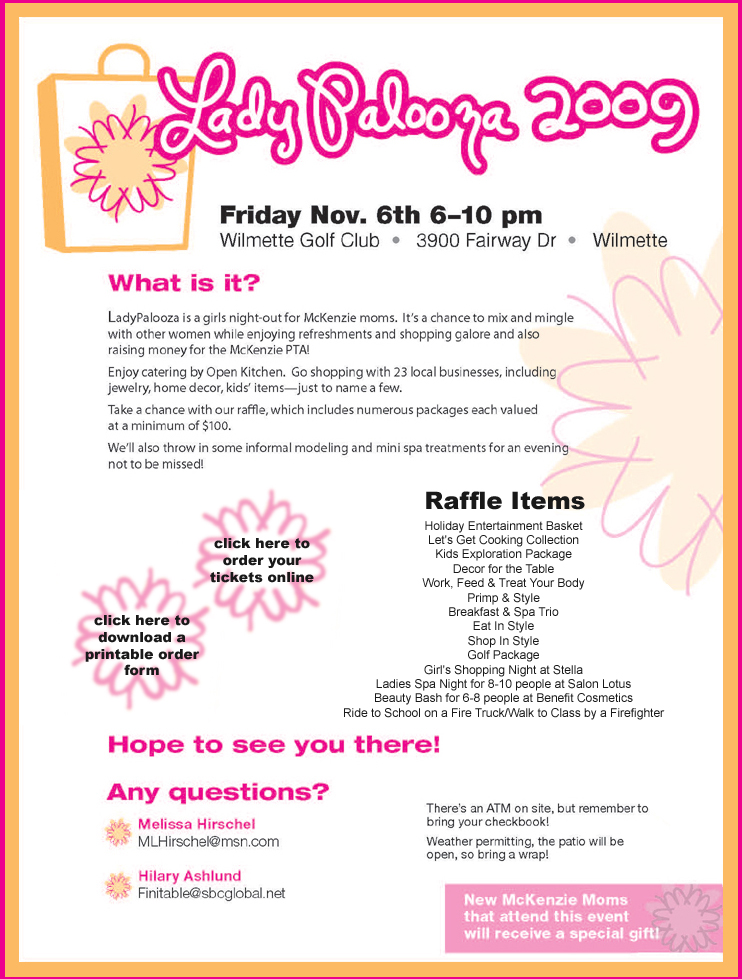 Lady Palooza 2009
Friday Nov. 6th 6–10 pm
Wilmette Golf Club • 3900 Fairway Dr • Wilmette
What is it?
LadyPalooza is a girls night-out for McKenzie moms. It's a chance to mix and mingle
with other women while enjoying refreshments and shopping galore and also
raising money for the McKenzie PTA!
Enjoy catering by Open Kitchen. Go shopping with 23 local businesses, including
jewelry, home decor, kids' items—just to name a few.
Take a chance with our raffle, which includes numerous packages each valued
at a minimum of $100.
We'll also throw in some informal modeling and mini spa treatments for an evening
not to be missed!
click here to
order your
tickets online
click here to
download a
printable order
form
Raffle Items
Holiday Entertainment Basket
Let's Get Cooking Collection
Kids Exploration Package
Decor for the Table
Work, Feed & Treat Your Body
Primp & Style
Breakfast & Spa Trio
Eat In Style
Shop In Style
Golf Package
Girl's Shopping Night at Stella
Ladies Spa Night for 8-10 people at Salon Lotus
Beauty Bash for 6-8 people at Benefit Cosmetics
Ride to School on a Fire Truck/Walk to Class by a Firefighter
Hope to see you there!
Any questions?
Melissa Hirschel
MLHirschel@msn.com
Hilary Ashlund
Finitable@sbcglobal.net
There's an ATM on site, but remember to
bring your checkbook!
Weather permitting, the patio will be
open, so bring a wrap!
New McKenzie Moms
that attend this event
will receive a special gift!